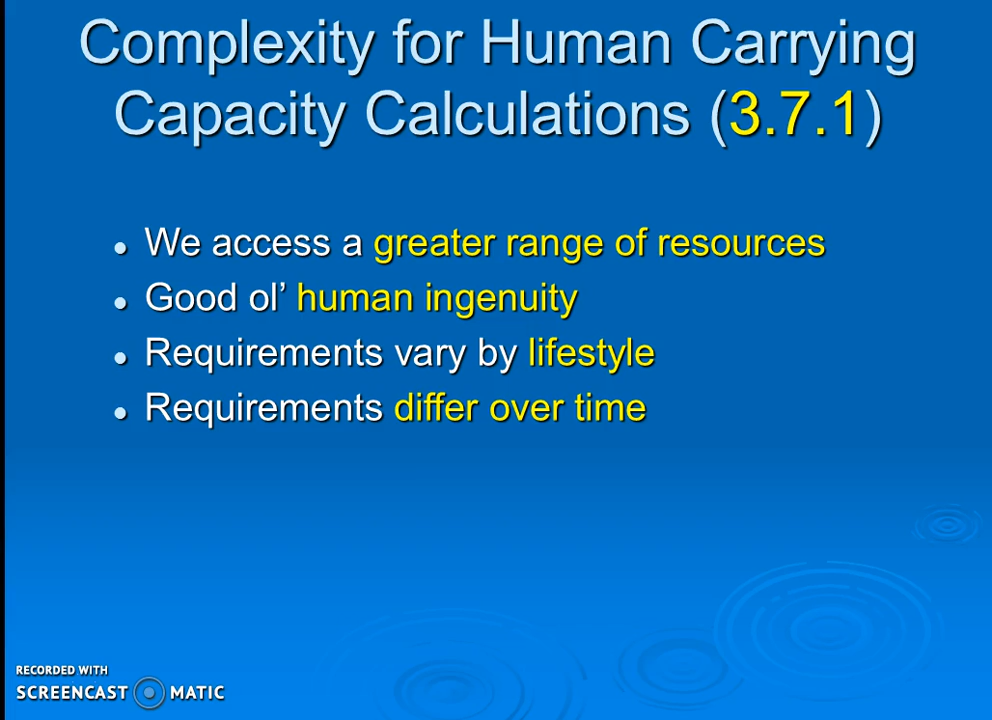 Complexity for Human Carrying
Capacity Calculations (3.7.1)
We access a greater range of resources
Good ol’ human ingenuity
Requirements vary by lifestyle
Requirements differ over time
RECORDED WITH
SCREENCAST MATIC